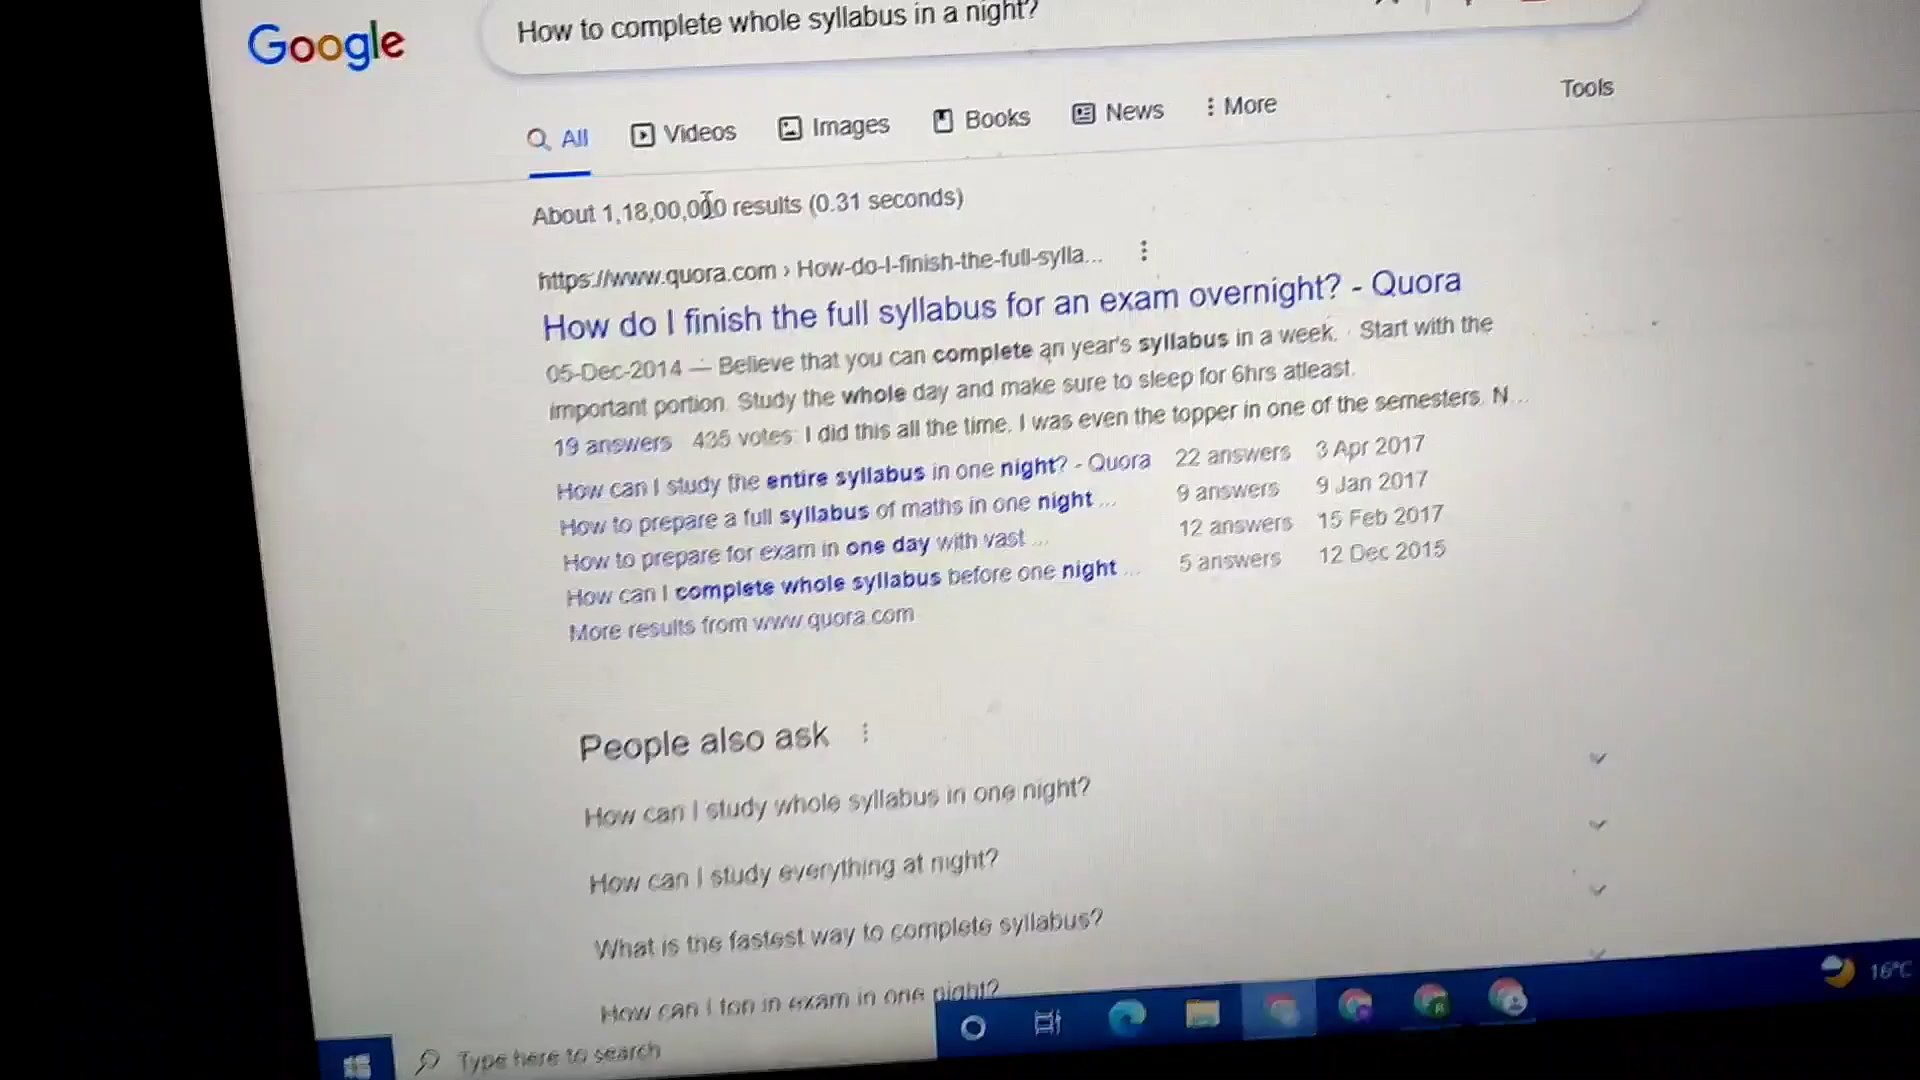 Google
How to complete whole syllabus in a night?
All Videos Images Books News More Tools
About 1,18,00,000 results (0.31 seconds)
https://www.quora.com › How-do-I-finish-the-full-sylla...
How do I finish the full syllabus for an exam overnight? - Quora
05-Dec-2014 — Believe that you can complete an year's syllabus in a week. · Start with the
important portion. Study the whole day and make sure to sleep for 6hrs atleast.
19 answers 435 votes: I did this all the time. I was even the topper in one of the semesters. N...
How can I study the entire syllabus in one night? - Quora 22 answers 3 Apr 2017
How to prepare a full syllabus of maths in one night ... 9 answers 9 Jan 2017
How to prepare for exam in one day with vast ... 12 answers 15 Feb 2017
How can I complete whole syllabus before one night ... 5 answers 12 Dec 2015
More results from www.quora.com
People also ask
How can I study whole syllabus in one night?
How can I study everything at night?
What is the fastest way to complete syllabus?
How can I top in exam in one night?
Type here to search
16°C